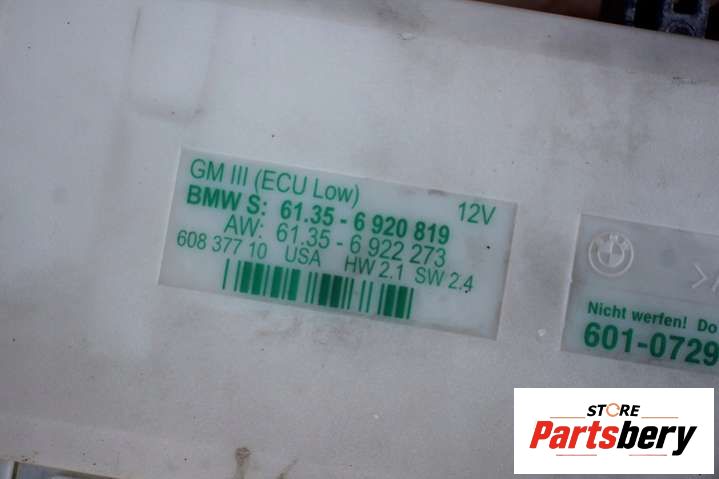 GM III (ECU Low)
BMW S: 61.35 - 6 920 819 12V
AW: 61.35 - 6 922 273
608 377 10 USA HW 2.1 SW 2.4
BMW
Nicht werfen! Do
601-0729
STORE
Partsbery